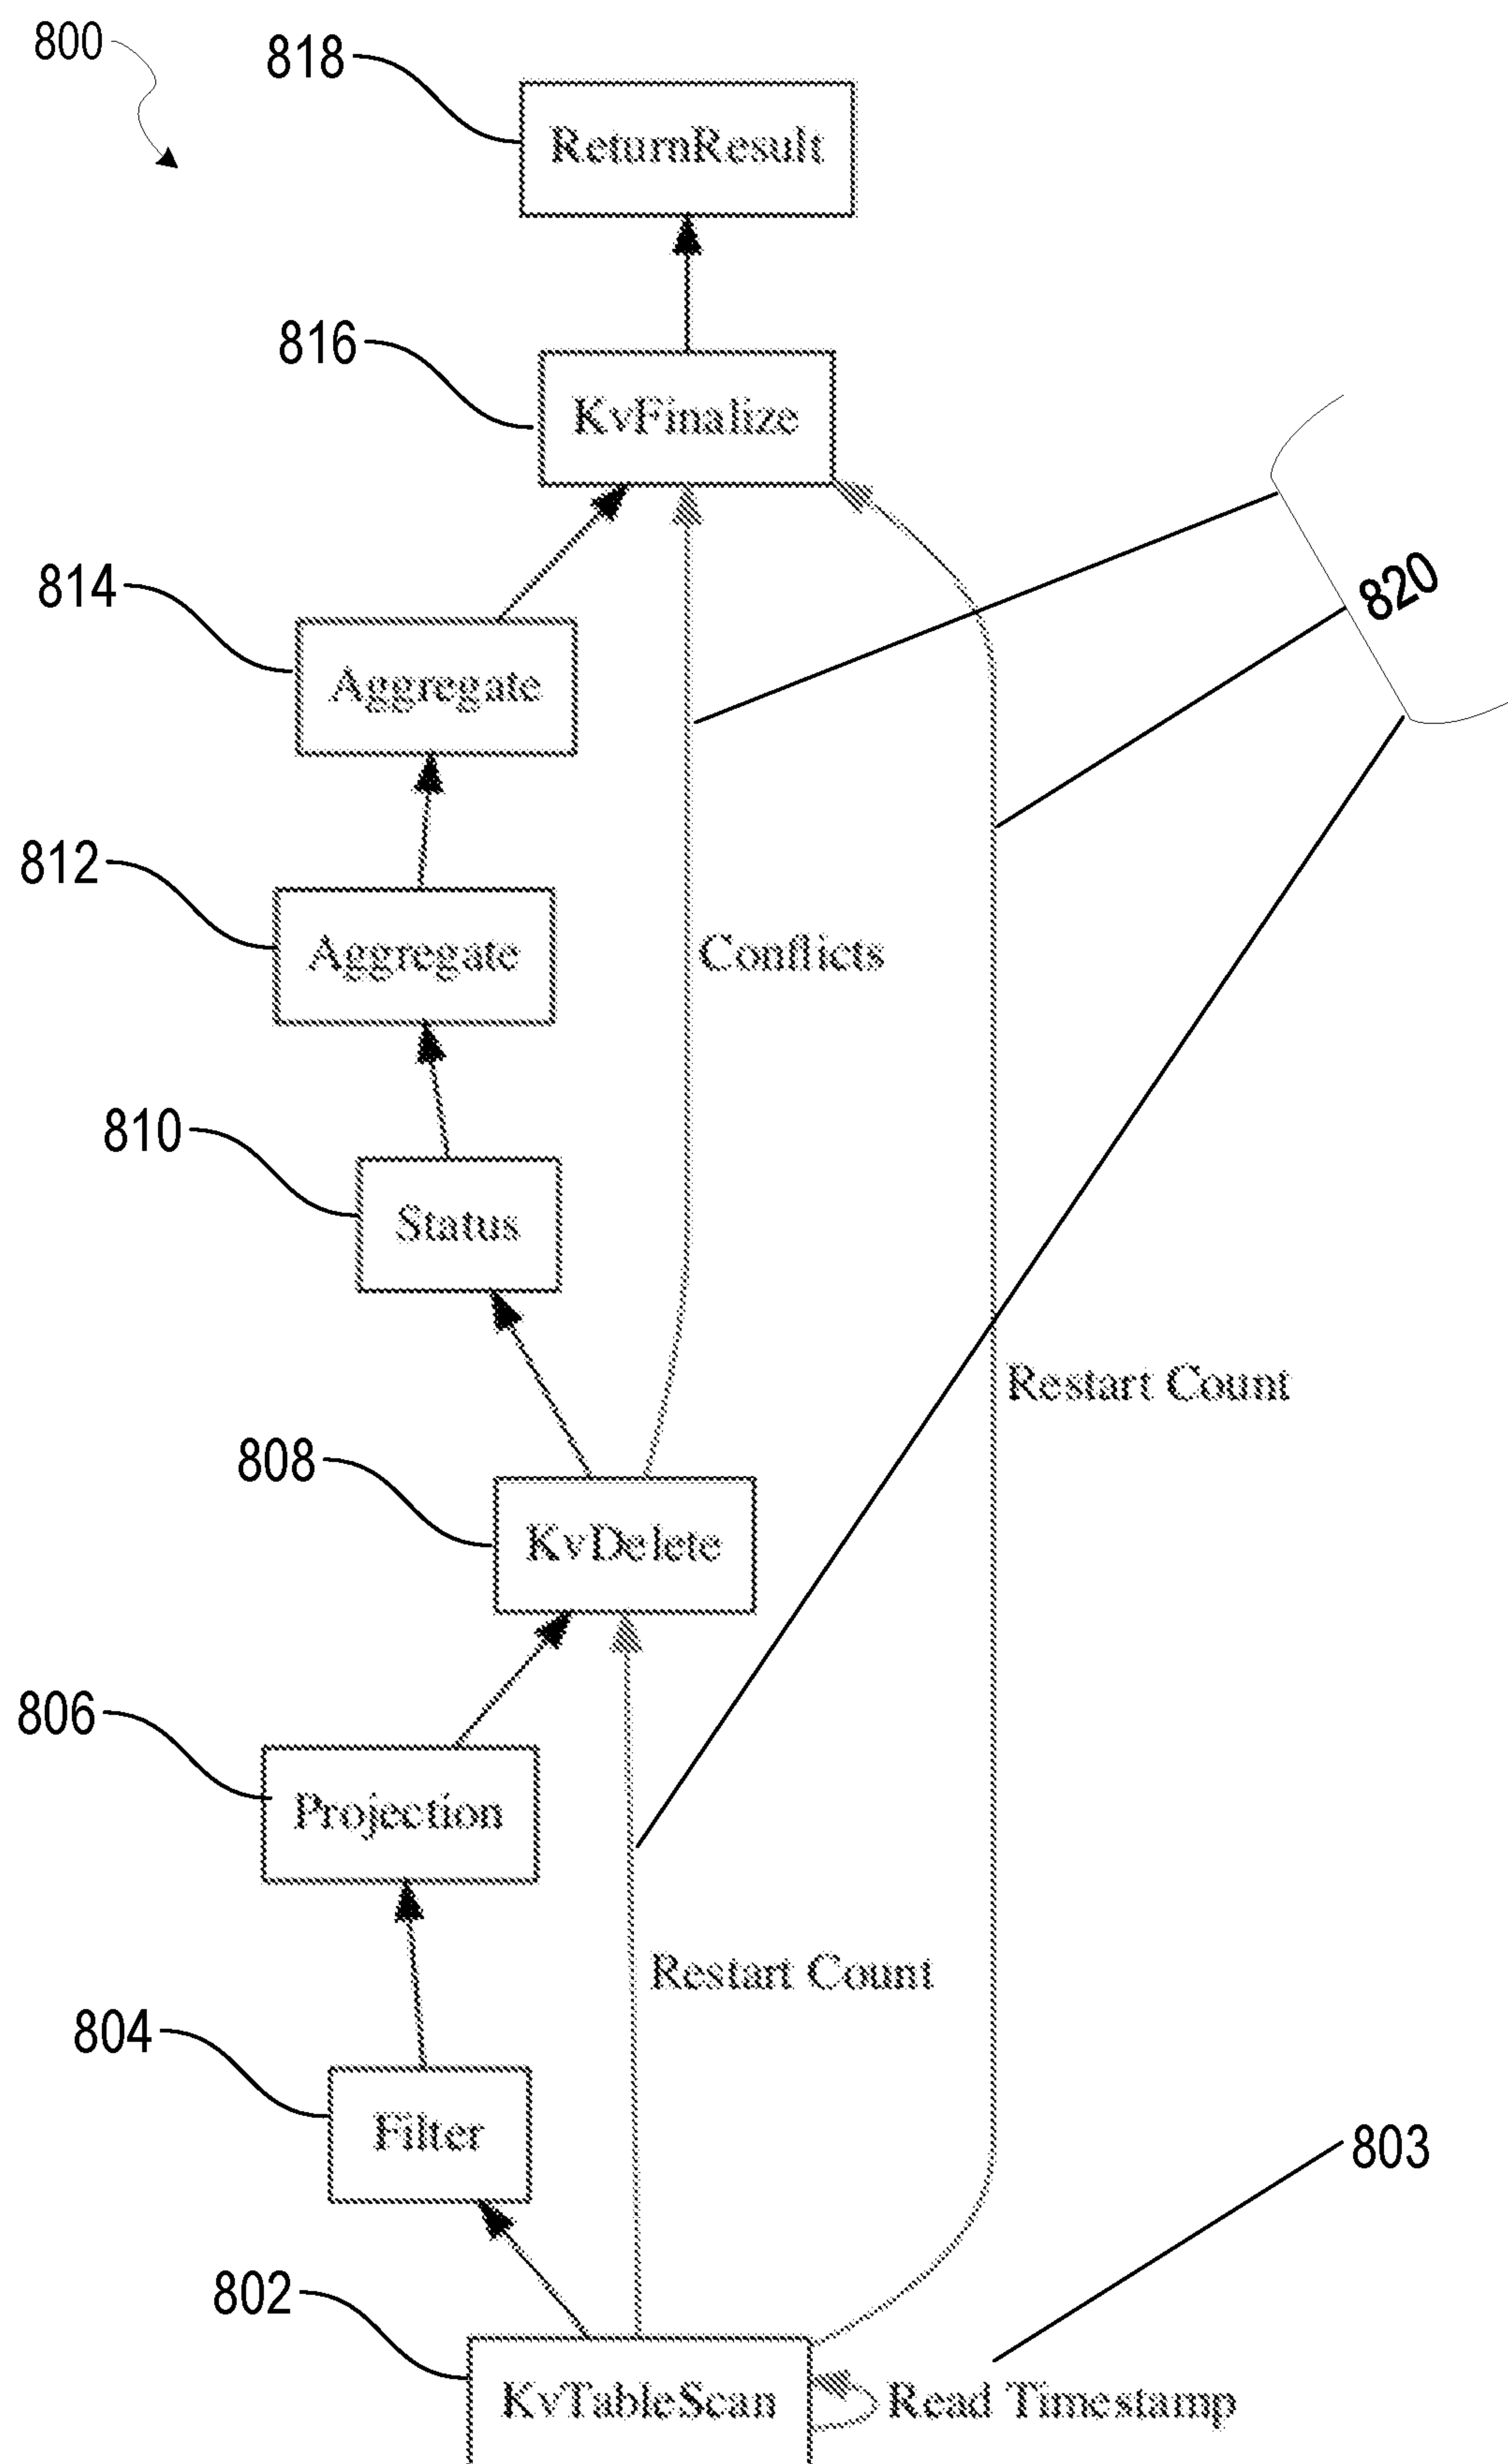 800
818
ReturnResult
816
KvFinalize
820
814
Aggregate
812
Aggregate
Conflicts
810
Status
Restart Count
808
KvDelete
806
Projection
Restart Count
804
Filter
803
802
KvTableScan
Read Timestamp